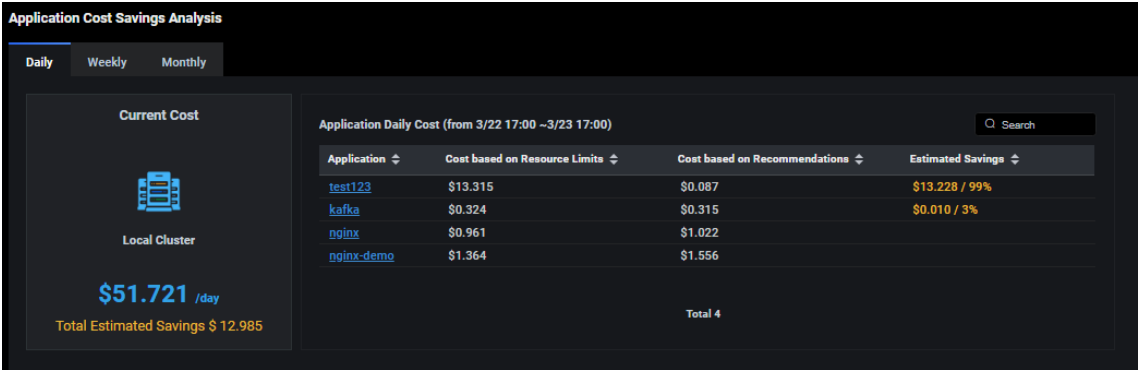 Application Cost Savings Analysis
Daily Weekly Monthly
Current Cost
Local Cluster
$51.721 /day
Total Estimated Savings $ 12.985
Application Daily Cost (from 3/22 17:00 ~3/23 17:00)
Search
Application Cost based on Resource Limits Cost based on Recommendations Estimated Savings
test123 $13.315 $0.087 $13.228 / 99%
kafka $0.324 $0.315 $0.010 / 3%
nginx $0.961 $1.022
nginx-demo $1.364 $1.556
Total 4